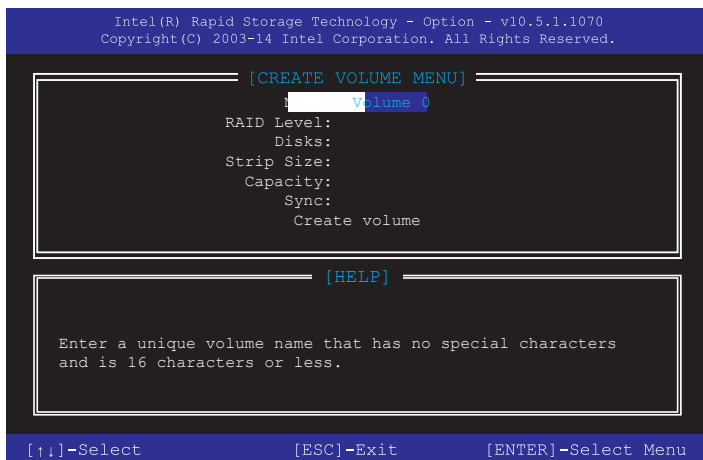 Intel(R) Rapid Storage Technology - Option - v10.5.1.1070
Copyright(C) 2003-14 Intel Corporation. All Rights Reserved.
[CREATE VOLUME MENU]
Volume 0
RAID Level:
Disks:
Strip Size:
Capacity:
Sync:
Create volume
[HELP]
Enter a unique volume name that has no special characters
and is 16 characters or less.
[↑↓]-Select [ESC]-Exit [ENTER]-Select Menu